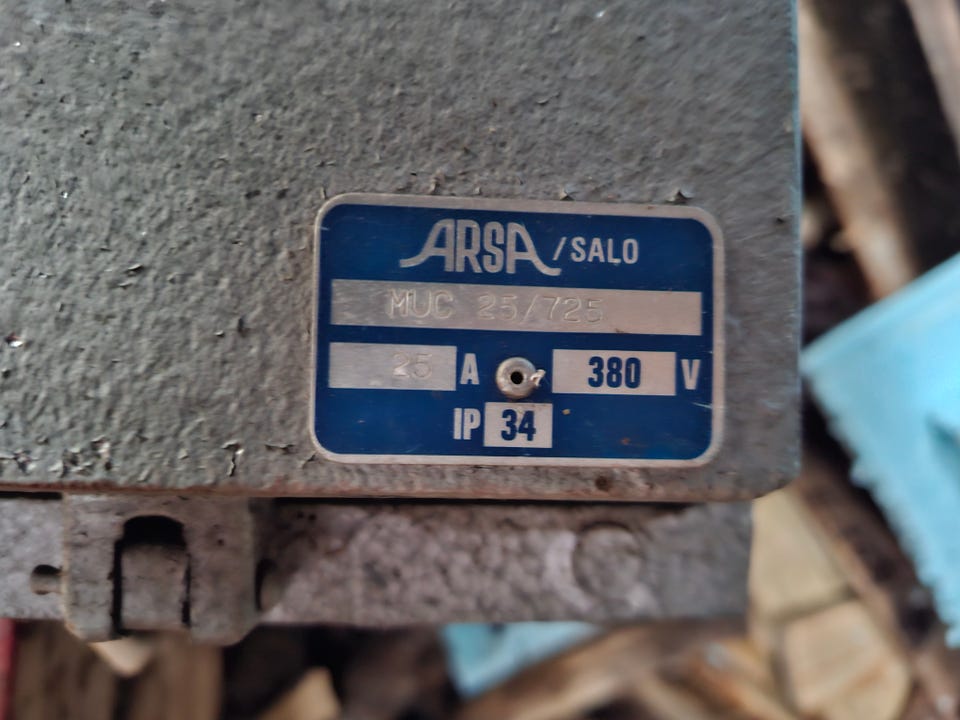 ARSA /SALO
MUC 25/725
25 A 380 V
IP 34